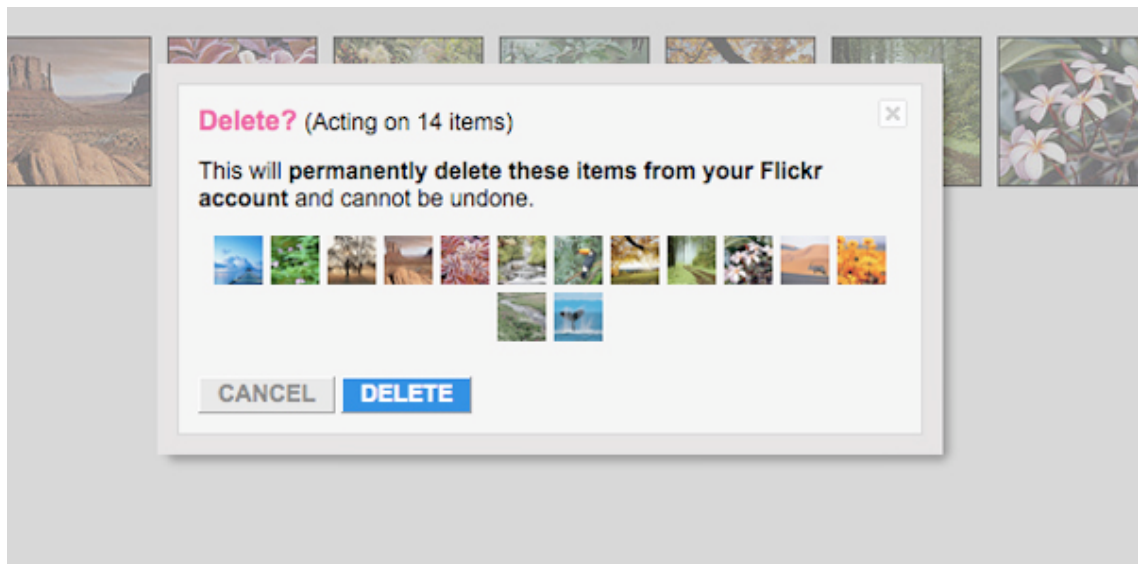 Delete? (Acting on 14 items)
This will permanently delete these items from your Flickr
account and cannot be undone.
CANCEL DELETE